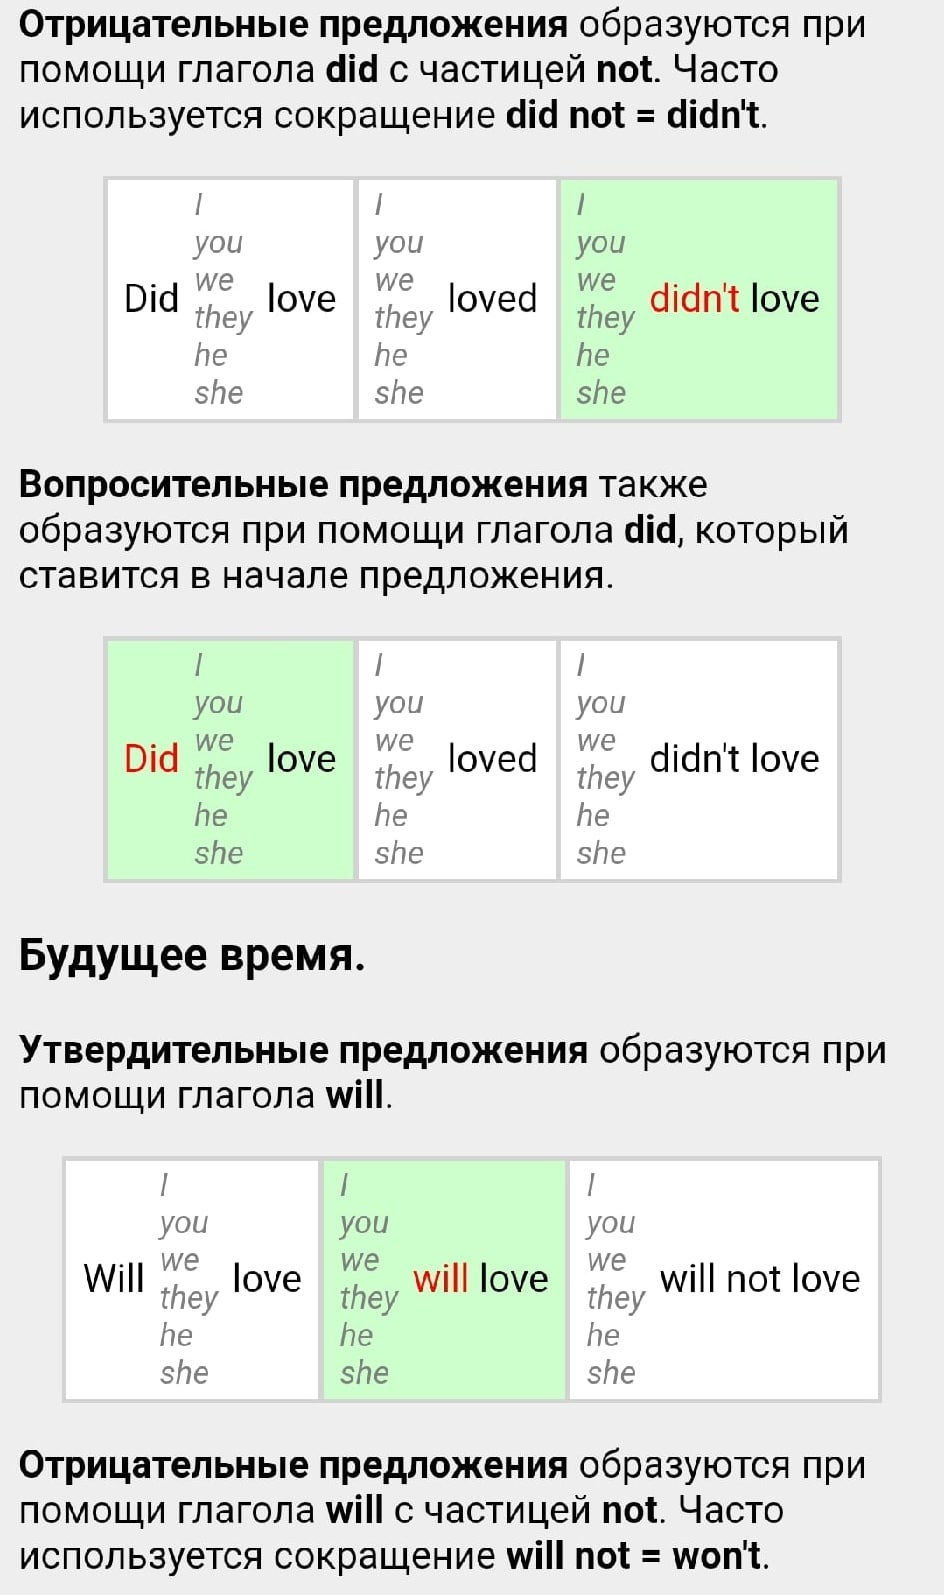 Отрицательные предложения образуются при
помощи глагола did с частицей not. Часто
используется сокращение did not = didn't.
I I I
you you you
we we we
Did love loved didn't love
they they they
he he he
she she she
Вопросительные предложения также
образуются при помощи глагола did, который
ставится в начале предложения.
I I I
you you you
we we we
Did love loved didn't love
they they they
he he he
she she she
Будущее время.
Утвердительные предложения образуются при
помощи глагола will.
I I I
you you you
we we we
Will love will love will not love
they they they
he he he
she she she
Отрицательные предложения образуются при
помощи глагола will с частицей not. Часто
используется сокращение will not = won't.